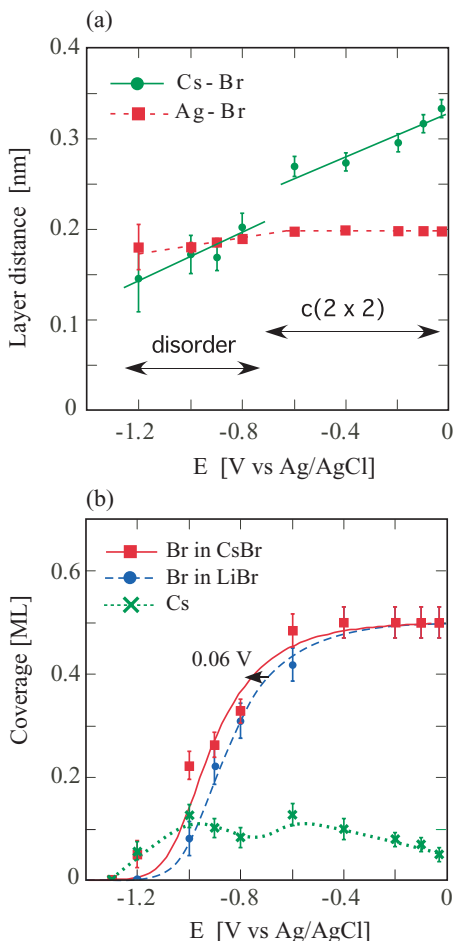 (a)
0.4
Cs - Br
Ag - Br
0.3
0.2
c(2 x 2)
0.1
disorder
0
-1.2
-0.8
-0.4
0
Layer distance [nm]
E [V vs Ag/AgCl]
(b)
Br in CsBr
Br in LiBr
Cs
0.6
0.06 V
0.4
0.2
0
-1.2
-0.8
-0.4
0
Coverage [ML]
E [V vs Ag/AgCl]